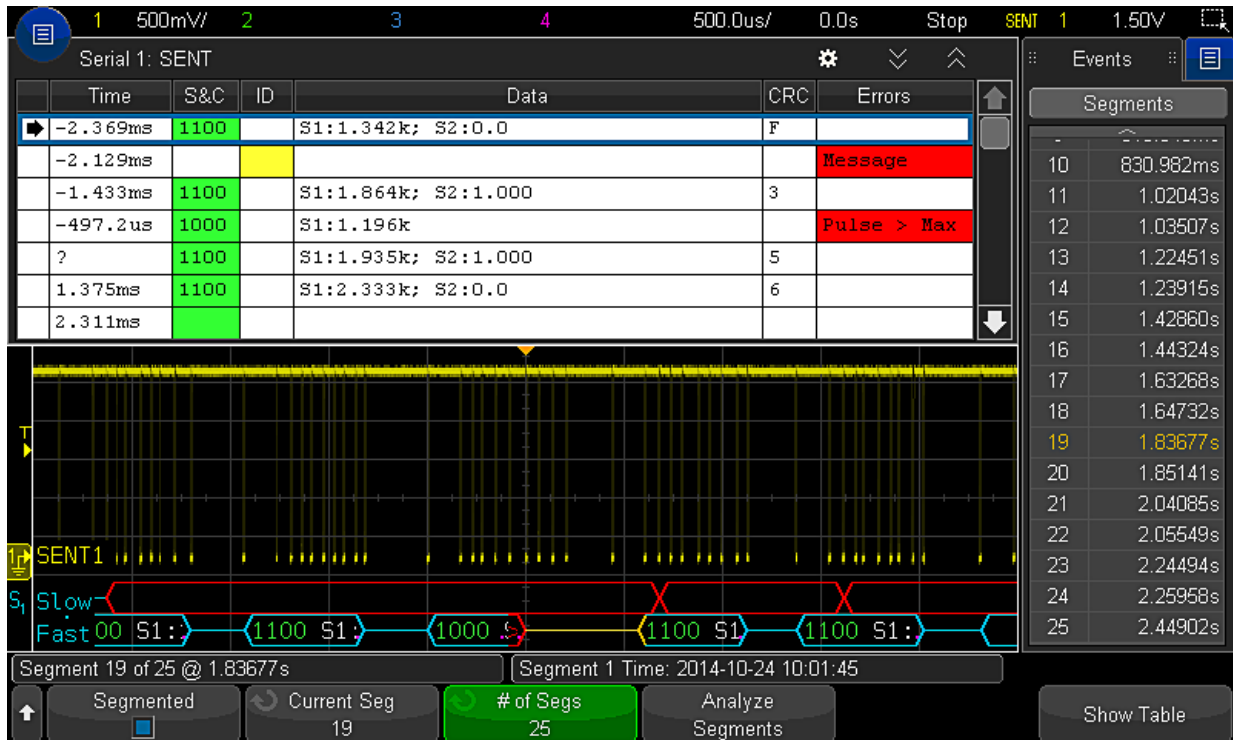 1 500mV/ 2 3 4 500.0us/ 0.0s Stop SENT 1 1.50V
Serial 1: SENT
Time S&C ID Data CRC Errors
-2.369ms 1100 S1:1.342k; S2:0.0 F
-2.129ms Message
-1.433ms 1100 S1:1.864k; S2:1.000 3
-497.2us 1000 S1:1.196k Pulse > Max
? 1100 S1:1.935k; S2:1.000 5
1.375ms 1100 S1:2.333k; S2:0.0 6
2.311ms
Events
Segments
10 830.982ms
11 1.02043s
12 1.03507s
13 1.22451s
14 1.23915s
15 1.42860s
16 1.44324s
17 1.63268s
18 1.64732s
19 1.83677s
20 1.85141s
21 2.04085s
22 2.05549s
23 2.24494s
24 2.25958s
25 2.44902s
T
1 SENT1
S1 Slow
Fast 00 S1: 1100 S1: 1000 1100 S1 1100 S1:
Segment 19 of 25 @ 1.83677s
Segment 1 Time: 2014-10-24 10:01:45
Segmented
Current Seg
19
# of Segs
25
Analyze
Segments
Show Table